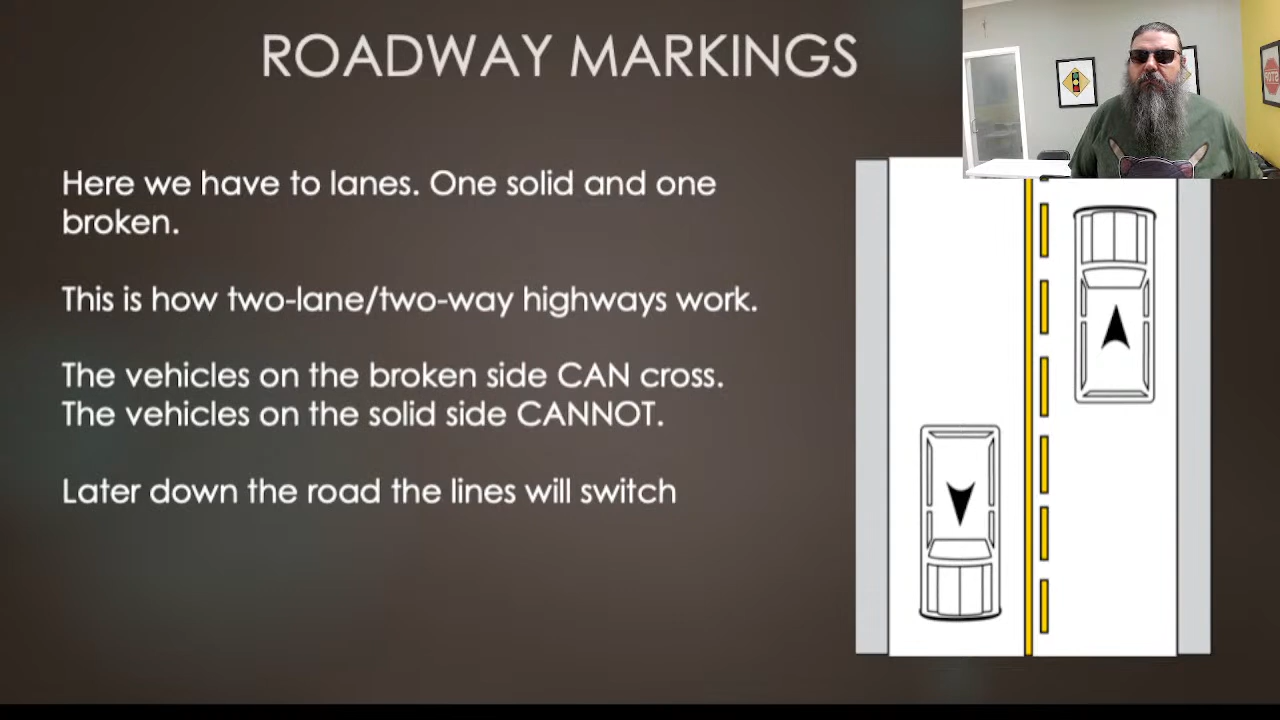 ROADWAY MARKINGS
Here we have to lanes. One solid and one
broken.
This is how two-lane/two-way highways work.
The vehicles on the broken side CAN cross.
The vehicles on the solid side CANNOT.
Later down the road the lines will switch
STOP